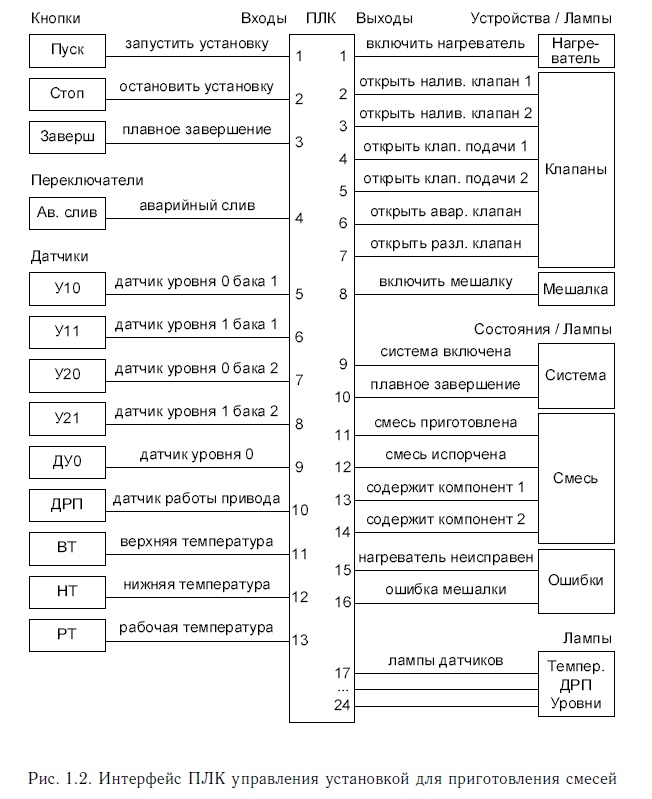 Кнопки Входы ПЛК Выходы Устройства / Лампы
Пуск запустить установку 1
Стоп остановить установку 2
Заверш плавное завершение 3
Переключатели
Ав. слив аварийный слив 4
Датчики
У10 датчик уровня 0 бака 1 5
У11 датчик уровня 1 бака 1 6
У20 датчик уровня 0 бака 2 7
У21 датчик уровня 1 бака 2 8
ДУ0 датчик уровня 0 9
ДРП датчик работы привода 10
ВТ верхняя температура 11
НТ нижняя температура 12
РТ рабочая температура 13
1 включить нагреватель Нагре-
ватель
2 открыть налив. клапан 1
3 открыть налив. клапан 2
4 открыть клап. подачи 1
Клапаны
5 открыть клап. подачи 2
6 открыть авар. клапан
7 открыть разл. клапан
8 включить мешалку Мешалка
Состояния / Лампы
9 система включена
Система
10 плавное завершение
11 смесь приготовлена
12 смесь испорчена
Смесь
13 содержит компонент 1
14 содержит компонент 2
15 нагреватель неисправен
Ошибки
16 ошибка мешалки
Лампы
17 лампы датчиков Темпер.
... ДРП
24 Уровни
Рис. 1.2. Интерфейс ПЛК управления установкой для приготовления смесей